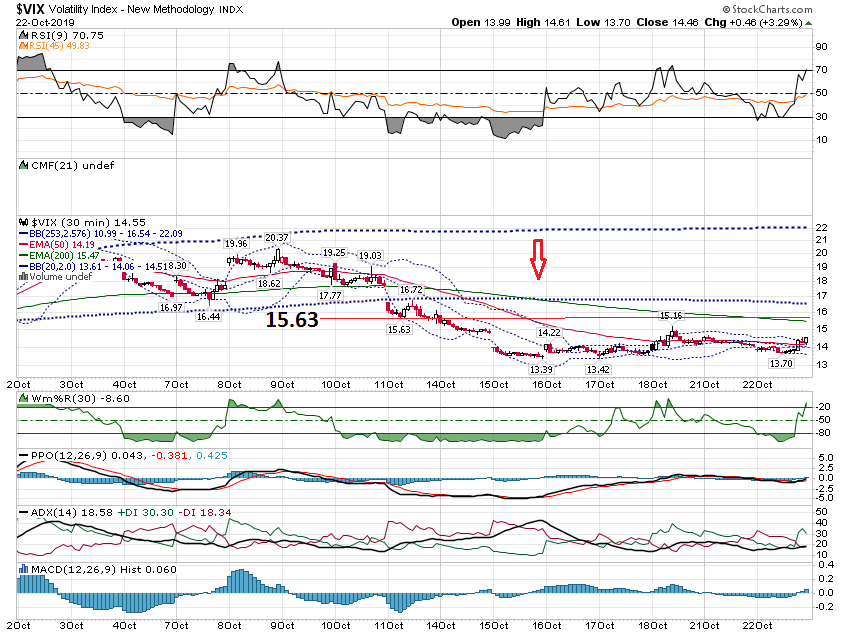 $VIX Volatility Index - New Methodology INDX
© StockCharts.com
22-Oct-2019
Open 13.99 High 14.61 Low 13.70 Close 14.46 Chg +0.46 (+3.29%)
RSI(9) 70.75
RSI(45) 49.83
90
70
50
30
10
CMF(21) undef
$VIX (30 min) 14.55
BB(253,2.576) 10.99 - 16.54 - 22.09
EMA(50) 14.19
EMA(200) 15.47
BB(20,2.0) 13.61 - 14.06 - 14.51
Volume undef
22
21
20
19
18
17
16
15
14
13
18.30
16.97
16.44
19.96
20.37
18.62
19.25
17.77
19.03
15.63
15.63
16.72
14.22
13.39
13.42
15.16
13.70
2Oct 3Oct 4Oct 7Oct 8Oct 9Oct 10Oct 11Oct 14Oct 15Oct 16Oct 17Oct 18Oct 21Oct 22Oct
Wm%R(30) -8.60
-20
-50
-80
PPO(12,26,9) 0.043, -0.381, 0.425
5.0
2.5
0.0
-2.5
-5.0
ADX(14) 18.58 +DI 30.30 -DI 18.34
50
40
30
20
10
MACD(12,26,9) Hist 0.060
0.4
0.2
0.0
-0.2
2Oct 3Oct 4Oct 7Oct 8Oct 9Oct 10Oct 11Oct 14Oct 15Oct 16Oct 17Oct 18Oct 21Oct 22Oct